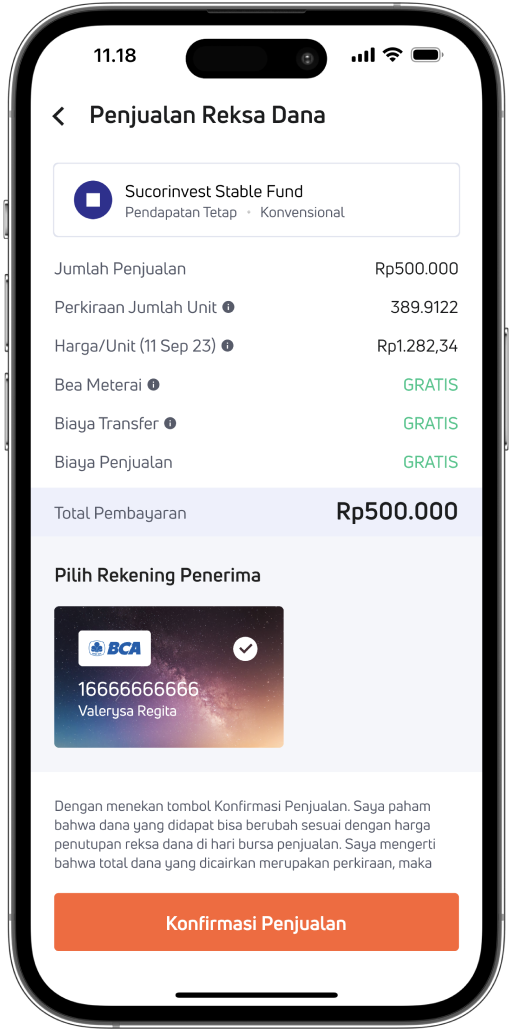 11.18
Penjualan Reksa Dana
Sucorinvest Stable Fund
Pendapatan Tetap • Konvensional
Jumlah Penjualan Rp500.000
Perkiraan Jumlah Unit 389.9122
Harga/Unit (11 Sep 23) Rp1.282,34
Bea Meterai GRATIS
Biaya Transfer GRATIS
Biaya Penjualan GRATIS
Total Pembayaran Rp500.000
Pilih Rekening Penerima
BCA
16666666666
Valerysa Regita
Dengan menekan tombol Konfirmasi Penjualan. Saya paham
bahwa dana yang didapat bisa berubah sesuai dengan harga
penutupan reksa dana di hari bursa penjualan. Saya mengerti
bahwa total dana yang dicairkan merupakan perkiraan, maka
Konfirmasi Penjualan